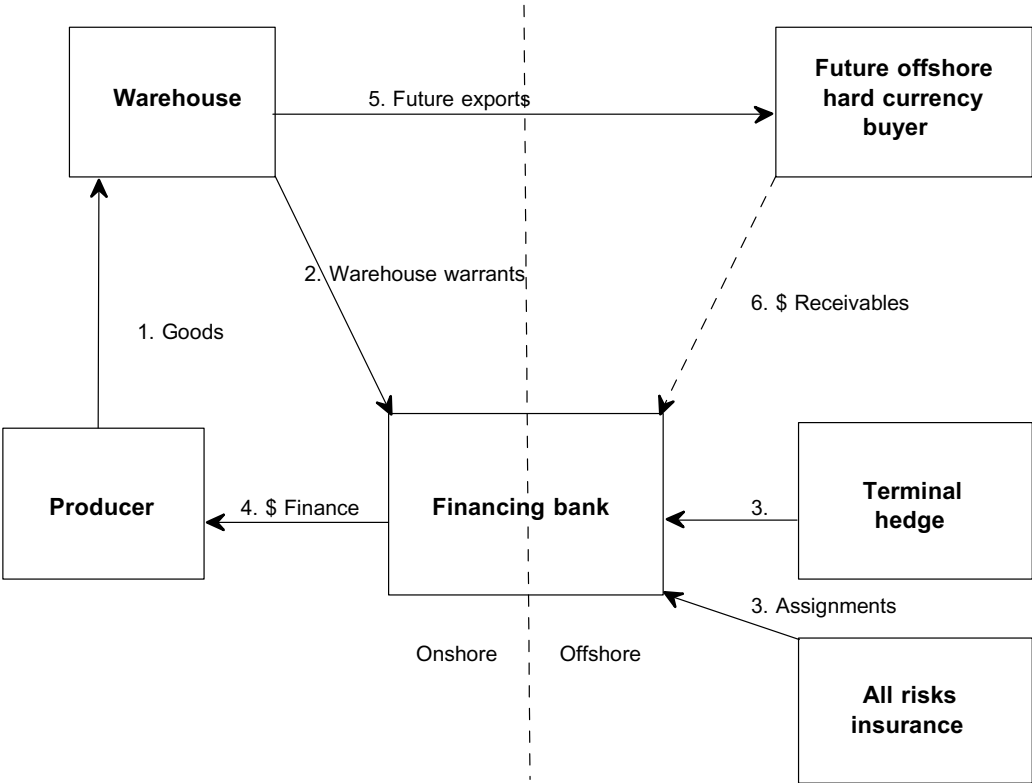 Warehouse
5. Future exports
Future offshore
hard currency
buyer
2. Warehouse warrants
6. $ Receivables
1. Goods
Producer
4. $ Finance
Financing bank
3.
Terminal
hedge
3. Assignments
Onshore
Offshore
All risks
insurance